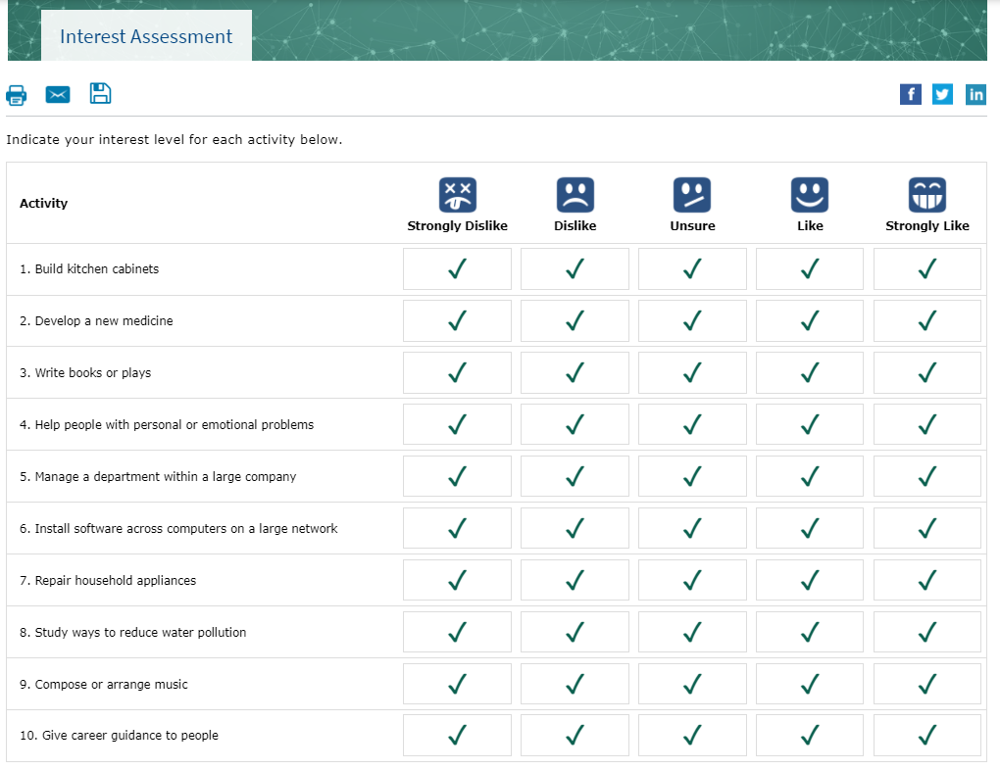 Interest Assessment
f in
Indicate your interest level for each activity below.
Activity
Strongly Dislike Dislike Unsure Like Strongly Like
1. Build kitchen cabinets
2. Develop a new medicine
3. Write books or plays
4. Help people with personal or emotional problems
5. Manage a department within a large company
6. Install software across computers on a large network
7. Repair household appliances
8. Study ways to reduce water pollution
9. Compose or arrange music
10. Give career guidance to people